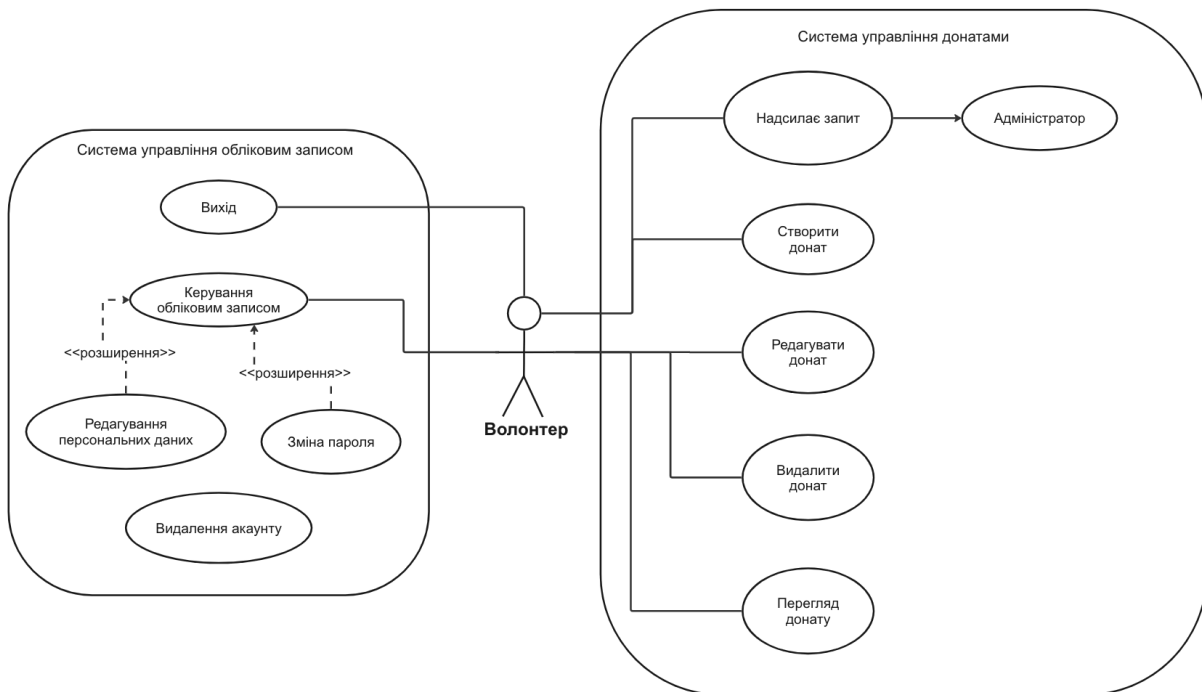 Система управління обліковим записом
Вихід
Керування
обліковим записом
<<розширення>>
<<розширення>>
Редагування
персональних даних
Зміна пароля
Видалення акаунту
Волонтер
Система управління донатами
Надсилає запит
Адміністратор
Створити
донат
Редагувати
донат
Видалити
донат
Перегляд
донату